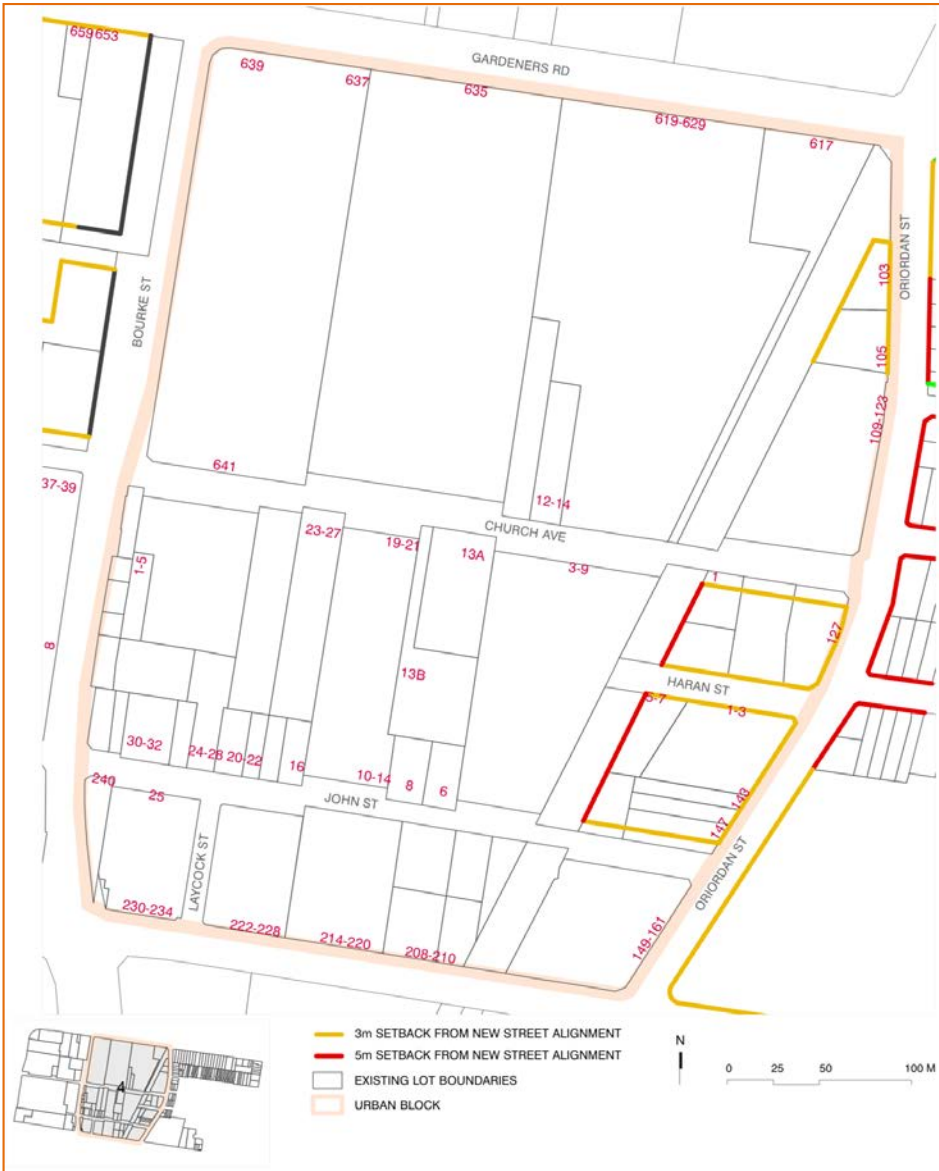 659
653
GARDENERS RD
639
637
635
619-629
617
ORIORDAN ST
103
105
109-123
BOURKE ST
641
37-39
12-14
CHURCH AVE
23-27
19-21
13A
3-9
1-5
1
127
8
13B
HARAN ST
5-7
1-3
30-32
24-28
20-22
16
10-14
8
6
240
25
JOHN ST
143
147
LAYCOCK ST
ORIORDAN ST
230-234
222-228
214-220
208-210
149-161
4
3m SETBACK FROM NEW STREET ALIGNMENT
5m SETBACK FROM NEW STREET ALIGNMENT
EXISTING LOT BOUNDARIES
URBAN BLOCK
N
0 25 50 100 M